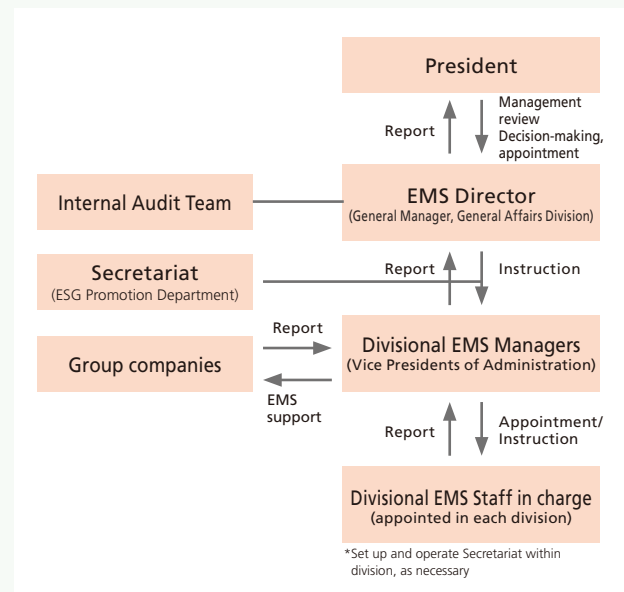 President
Report
Management
review
Decision-making,
appointment
Internal Audit Team
EMS Director
(General Manager, General Affairs Division)
Secretariat
(ESG Promotion Department)
Report
Instruction
Group companies
Report
EMS
support
Divisional EMS Managers
(Vice Presidents of Administration)
Report
Appointment/
Instruction
Divisional EMS Staff in charge
(appointed in each division)
*Set up and operate Secretariat within
division, as necessary